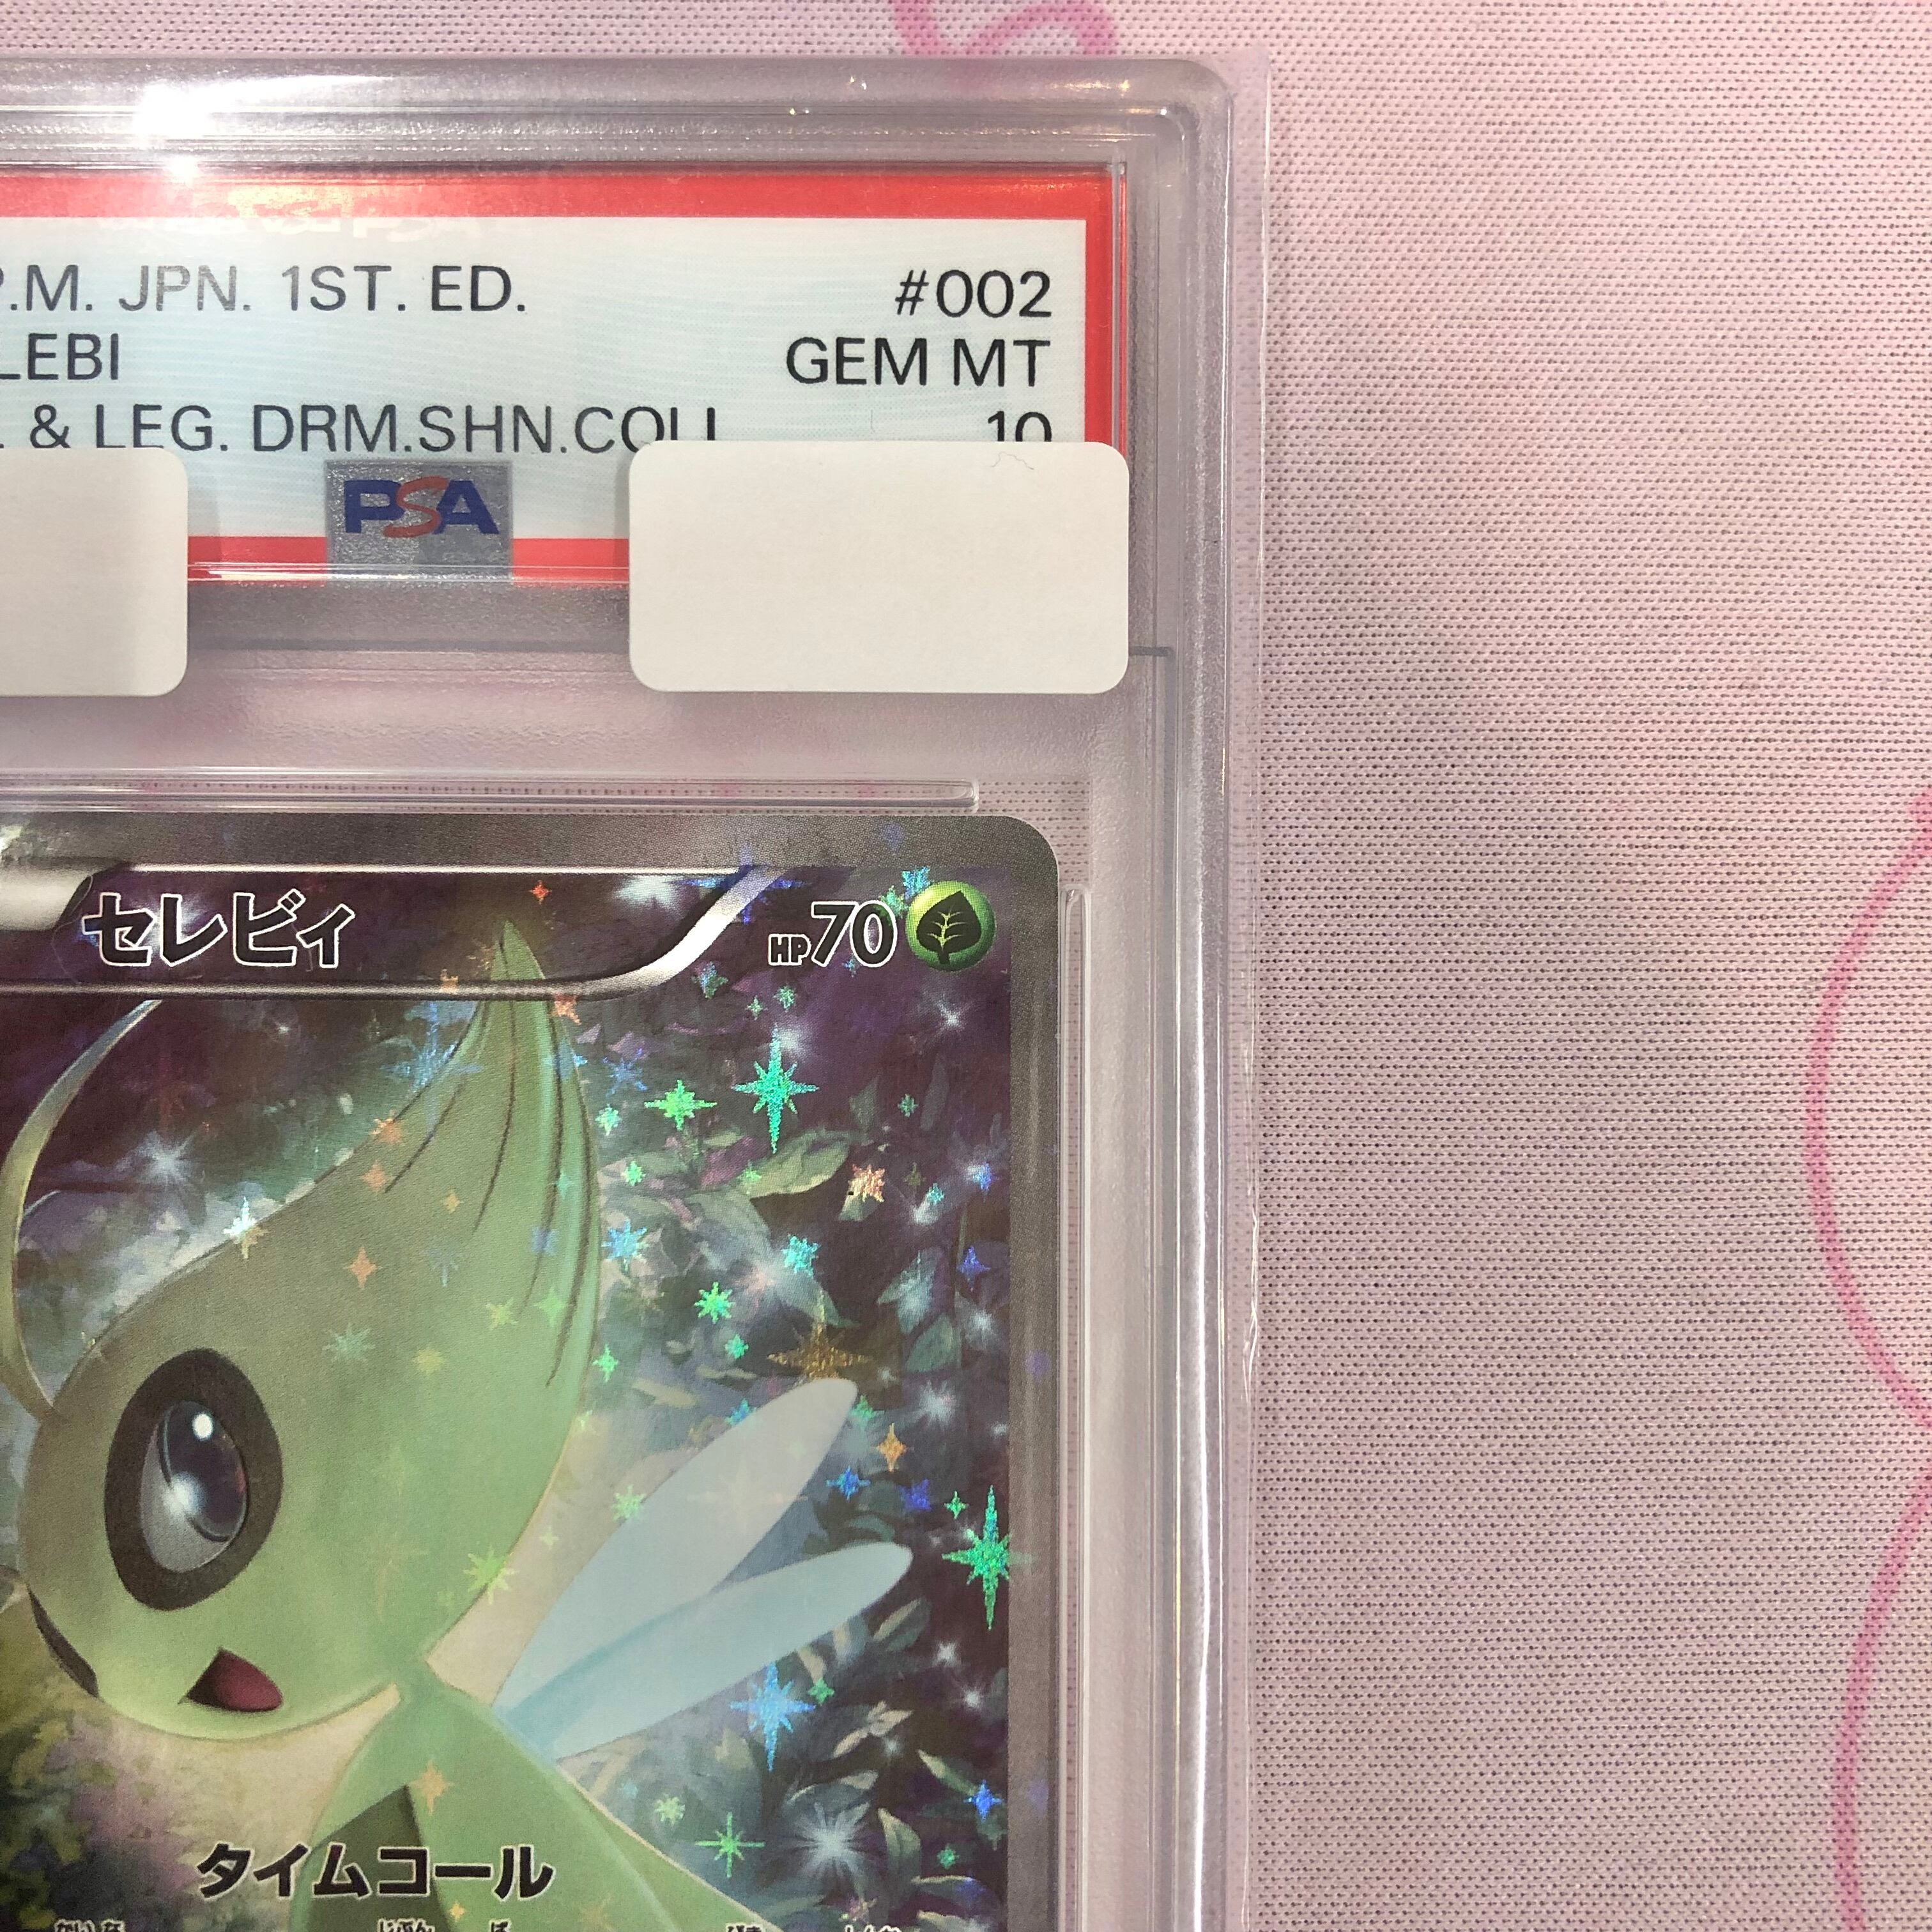 P.M. JPN. 1ST. ED. #002
LEBI GEM MT
. & LEG. DRM.SHN.COLL 10
PSA
セレビィ HP70
タイムコール